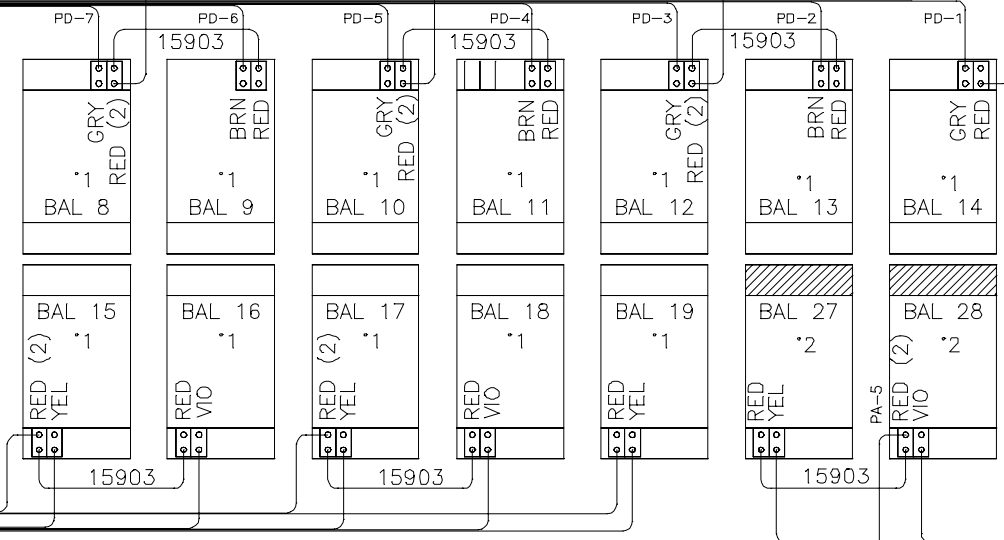 PD-7 PD-6 PD-5 PD-4 PD-3 PD-2 PD-1
15903 15903 15903
GRY RED (2) BRN RED GRY RED (2) BRN RED GRY RED (2) BRN RED GRY RED
°1 °1 °1 °1 °1 °1 °1
BAL 8 BAL 9 BAL 10 BAL 11 BAL 12 BAL 13 BAL 14
BAL 15 BAL 16 BAL 17 BAL 18 BAL 19 BAL 27 BAL 28
°1 °1 °1 °1 °1 °2 °2
RED (2) YEL RED VIO RED (2) YEL RED VIO RED YEL RED YEL PA-5 RED (2) VIO
15903 15903 15903